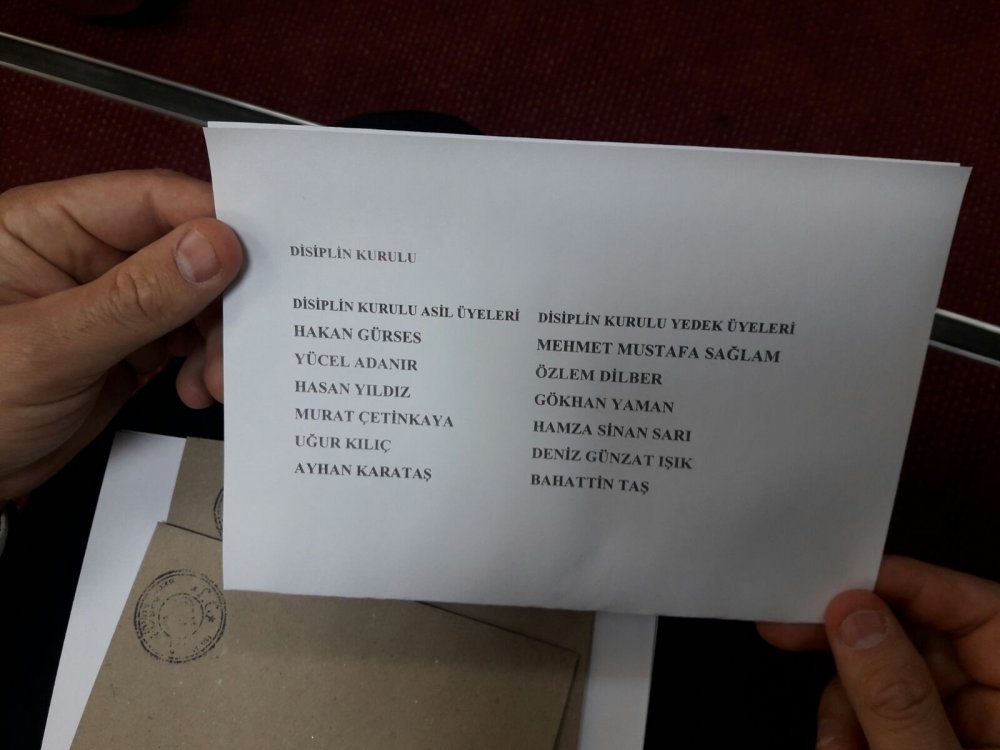 DİSİPLİN KURULU
DİSİPLİN KURULU ASİL ÜYELERİ
HAKAN GÜRSES
YÜCEL ADANIR
HASAN YILDIZ
MURAT ÇETİNKAYA
UĞUR KILIÇ
AYHAN KARATAŞ
DİSİPLİN KURULU YEDEK ÜYELERİ
MEHMET MUSTAFA SAĞLAM
ÖZLEM DİLBER
GÖKHAN YAMAN
HAMZA SİNAN SARI
DENİZ GÜNZAT IŞIK
BAHATTİN TAŞ